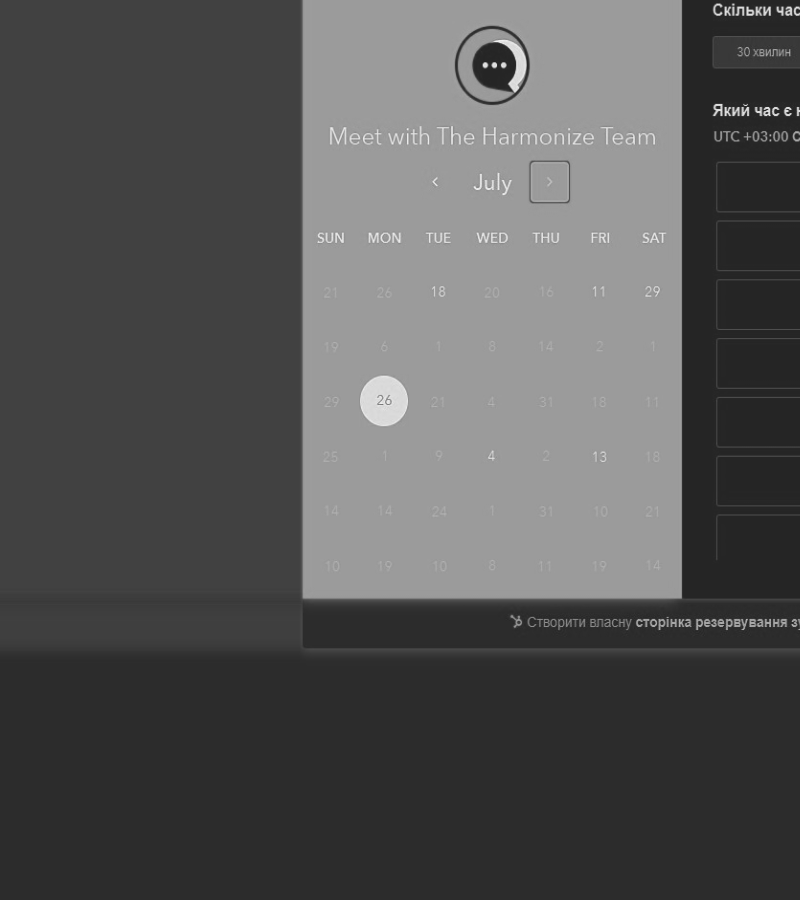 Скільки час
30 хвилин
Meet with The Harmonize Team
Який час є
UTC +03:00
July
SUN MON TUE WED THU FRI SAT
21 26 18 20 16 11 29
19 6 1 8 14 2 1
29 26 21 4 31 18 11
25 1 9 4 2 13 18
14 14 24 1 31 10 21
10 19 10 8 11 19 14
Створити власну сторінка резервування